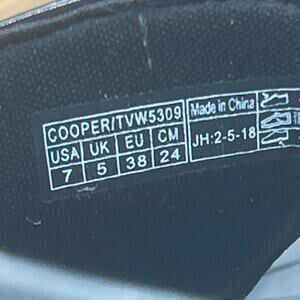 COOPER/TVW5309
USA UK EU CM
7 5 38 24
Made in China
JH:2-5-18